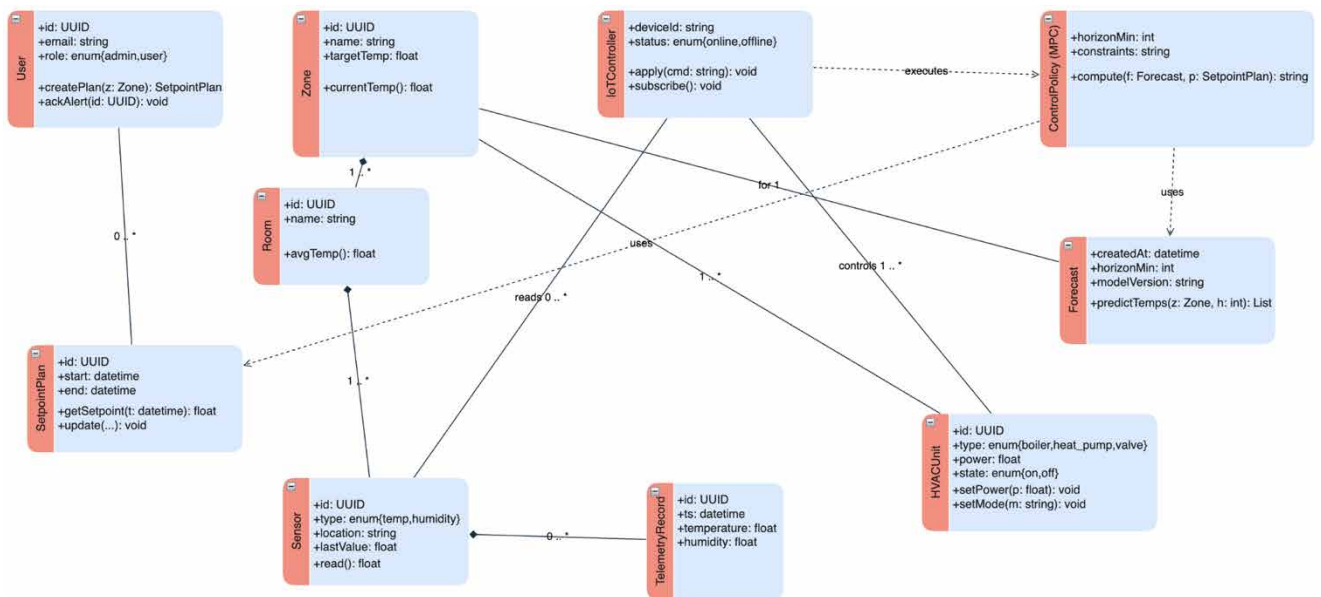 User
+id: UUID
+email: string
+role: enum{admin,user}
+createPlan(z: Zone): SetpointPlan
+ackAlert(id: UUID): void
Zone
+id: UUID
+name: string
+targetTemp: float
+currentTemp(): float
IoTController
+deviceId: string
+status: enum{online,offline}
+apply(cmd: string): void
+subscribe(): void
executes
ControlPolicy (MPC)
+horizonMin: int
+constraints: string
+compute(f: Forecast, p: SetpointPlan): string
1 .. *
for 1
uses
Room
+id: UUID
+name: string
+avgTemp(): float
0 .. *
uses
reads 0 .. *
1 .. *
controls 1 .. *
Forecast
+createdAt: datetime
+horizonMin: int
+modelVersion: string
+predictTemps(z: Zone, h: int): List
SetpointPlan
+id: UUID
+start: datetime
+end: datetime
+getSetpoint(t: datetime): float
+update(...): void
1 .. *
HVACUnit
+id: UUID
+type: enum{boiler,heat_pump,valve}
+power: float
+state: enum{on,off}
+setPower(p: float): void
+setMode(m: string): void
Sensor
+id: UUID
+type: enum{temp,humidity}
+location: string
+lastValue: float
+read(): float
0 .. *
TelemetryRecord
+id: UUID
+ts: datetime
+temperature: float
+humidity: float